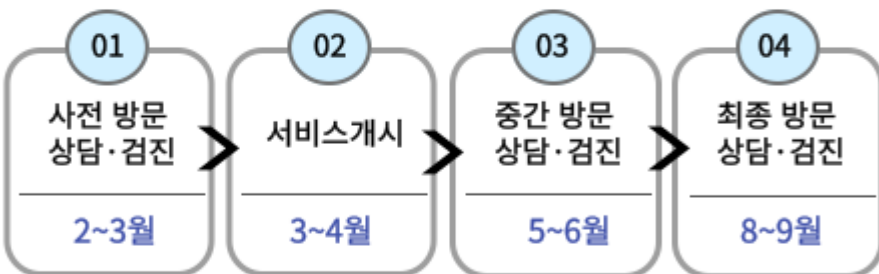 01
사전 방문
상담·검진
2~3월
02
서비스개시
3~4월
03
중간 방문
상담·검진
5~6월
04
최종 방문
상담·검진
8~9월